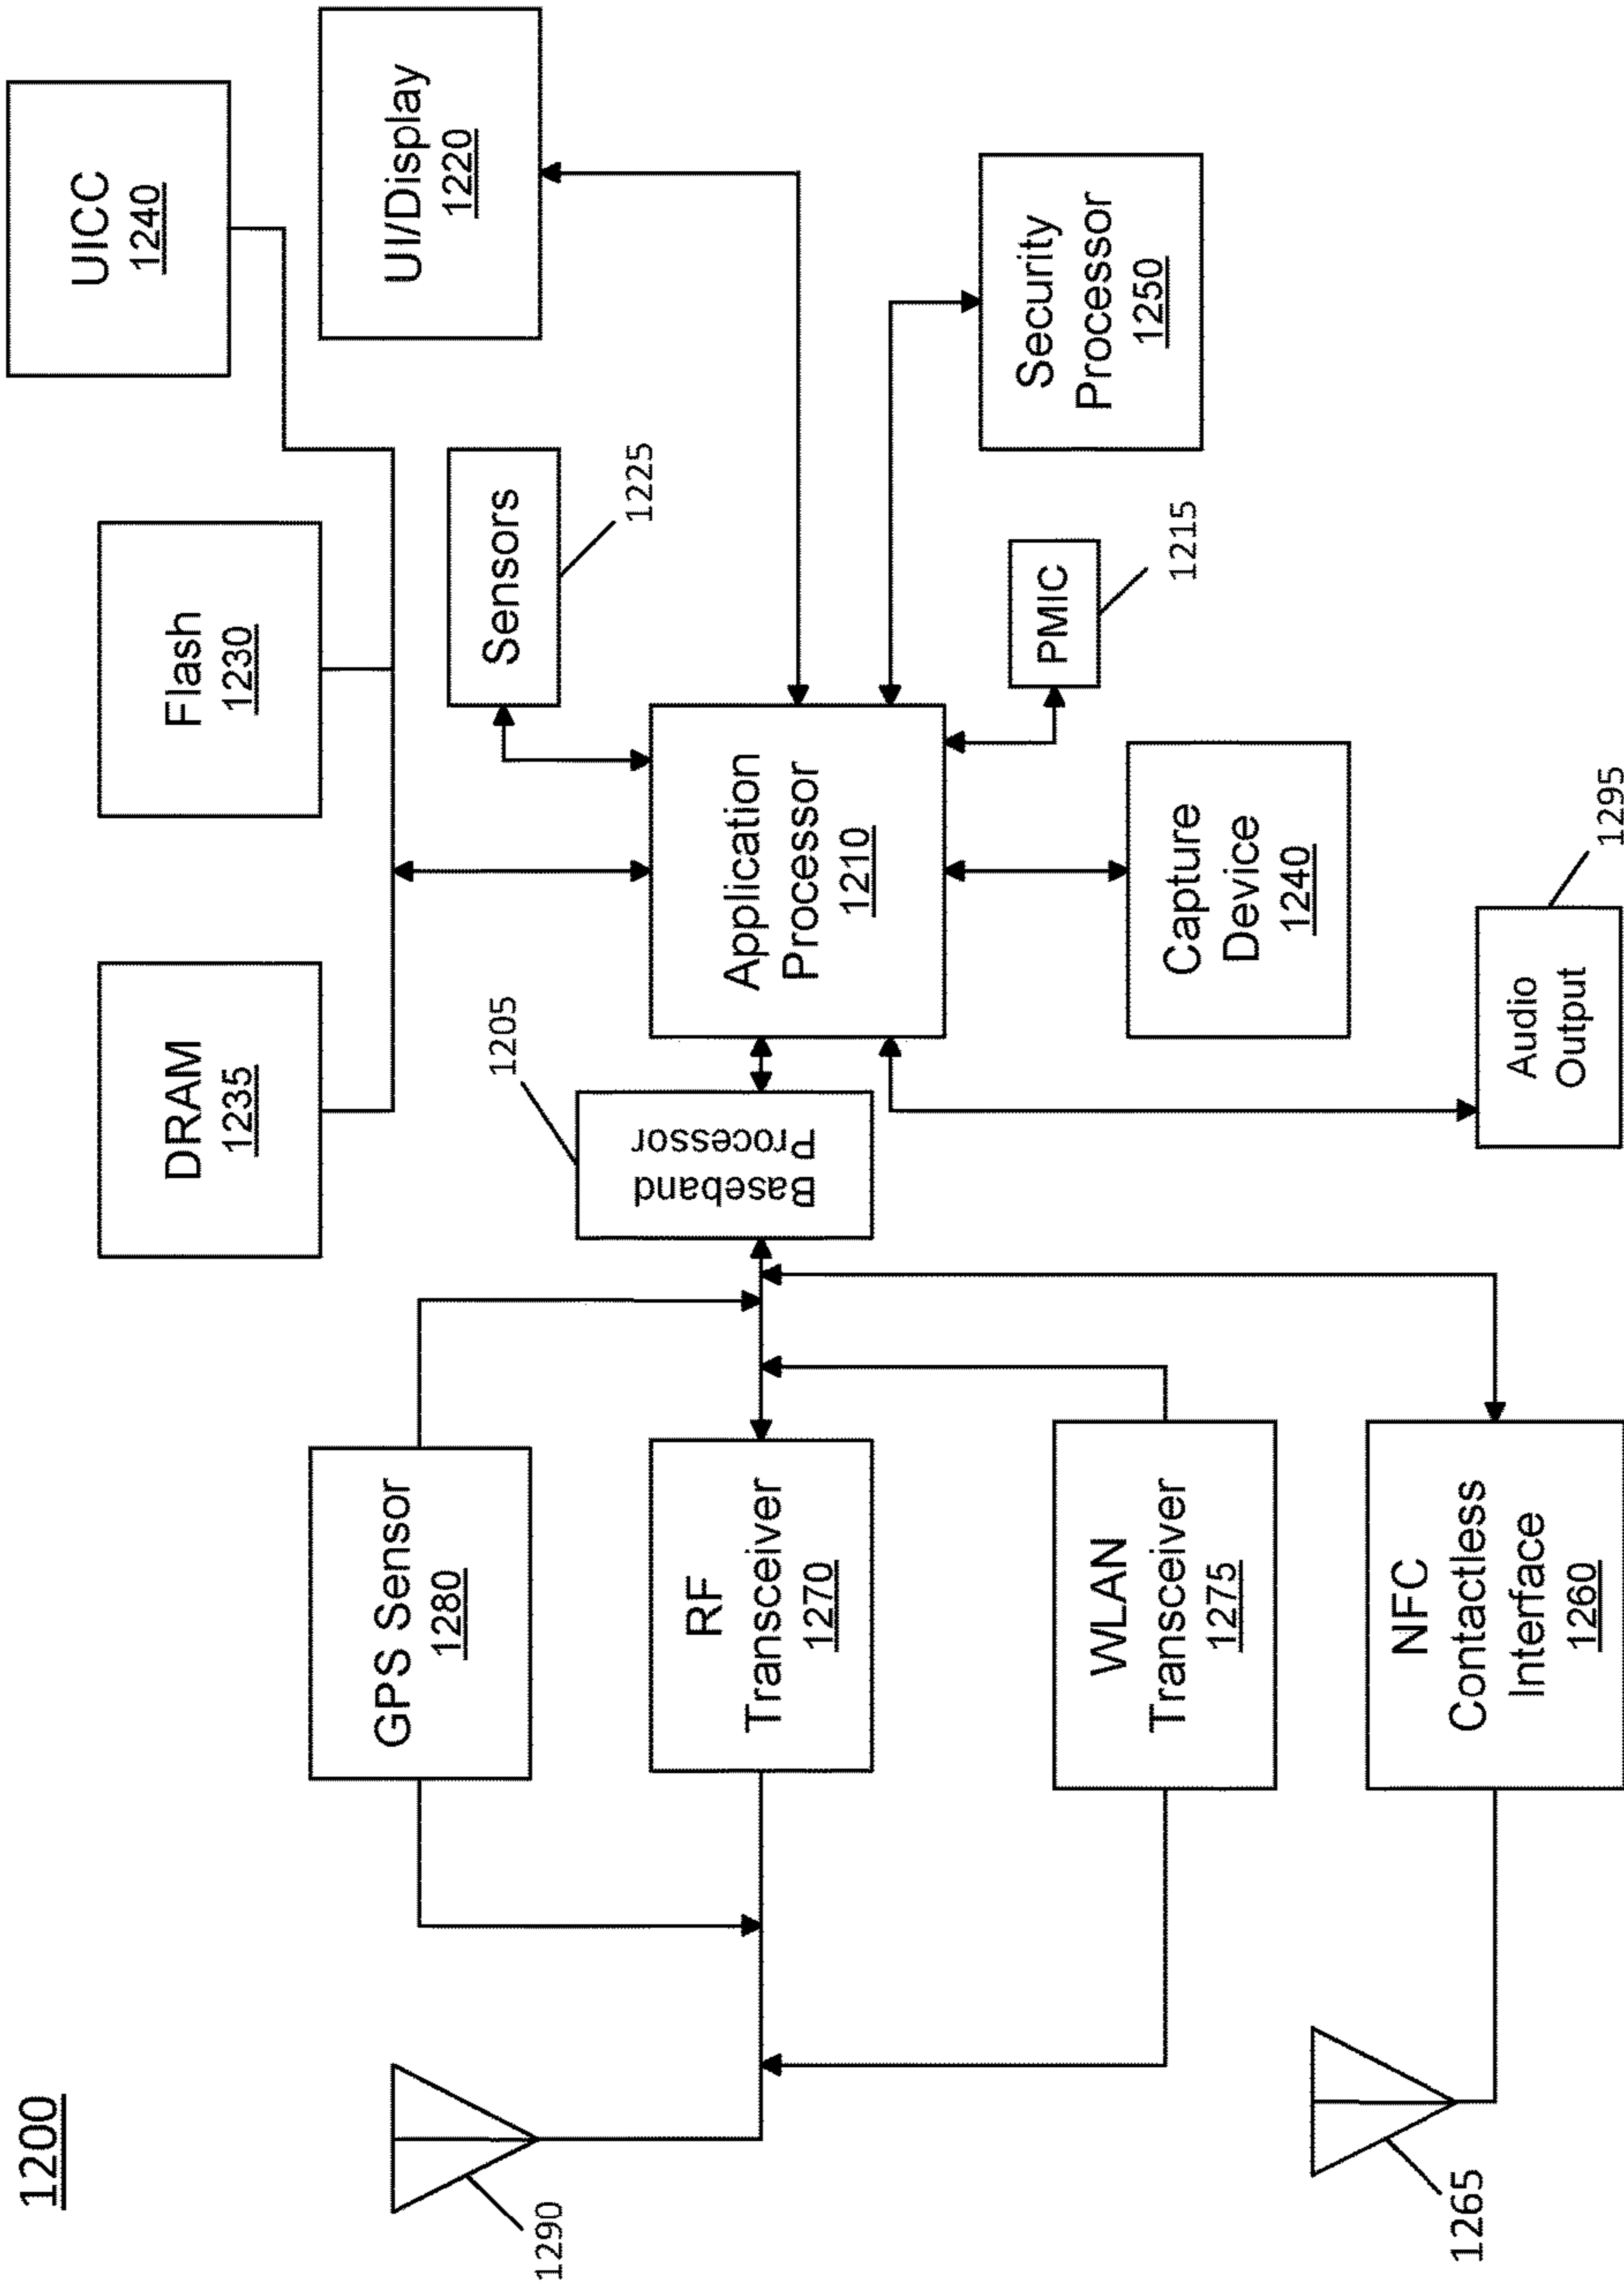 1200
UICC
1240
DRAM
1235
Flash
1230
UI/Display
1220
Sensors
1225
GPS Sensor
1280
1290
1205
Baseband
Processor
RF
Transceiver
1270
Application
Processor
1210
Security
Processor
1250
PMIC
1215
WLAN
Transceiver
1275
Capture
Device
1240
1265
NFC
Contactless
Interface
1260
Audio
Output
1295